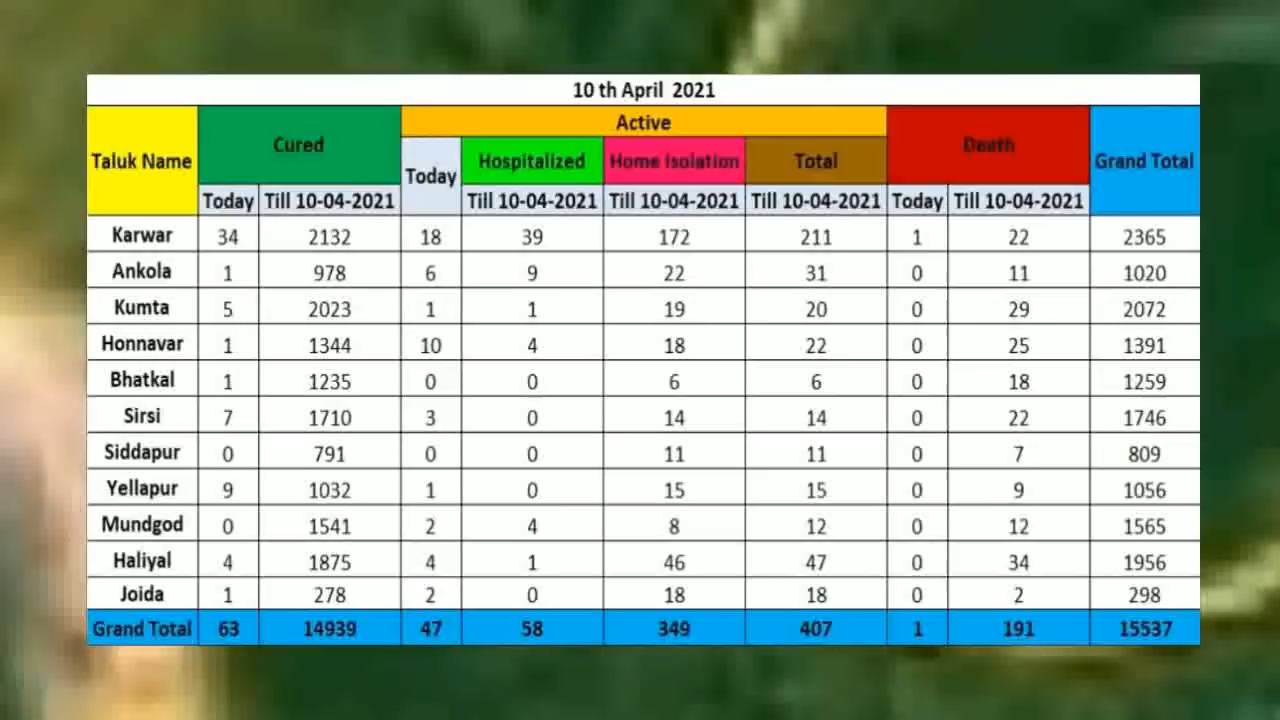 10 th April 2021
Taluk Name Cured Active Death Grand Total
Today Hospitalized Home Isolation Total
Today Till 10-04-2021 Till 10-04-2021 Till 10-04-2021 Till 10-04-2021 Today Till 10-04-2021
Karwar 34 2132 18 39 172 211 1 22 2365
Ankola 1 978 6 9 22 31 0 11 1020
Kumta 5 2023 1 1 19 20 0 29 2072
Honnavar 1 1344 10 4 18 22 0 25 1391
Bhatkal 1 1235 0 0 6 6 0 18 1259
Sirsi 7 1710 3 0 14 14 0 22 1746
Siddapur 0 791 0 0 11 11 0 7 809
Yellapur 9 1032 1 0 15 15 0 9 1056
Mundgod 0 1541 2 4 8 12 0 12 1565
Haliyal 4 1875 4 1 46 47 0 34 1956
Joida 1 278 2 0 18 18 0 2 298
Grand Total 63 14939 47 58 349 407 1 191 15537